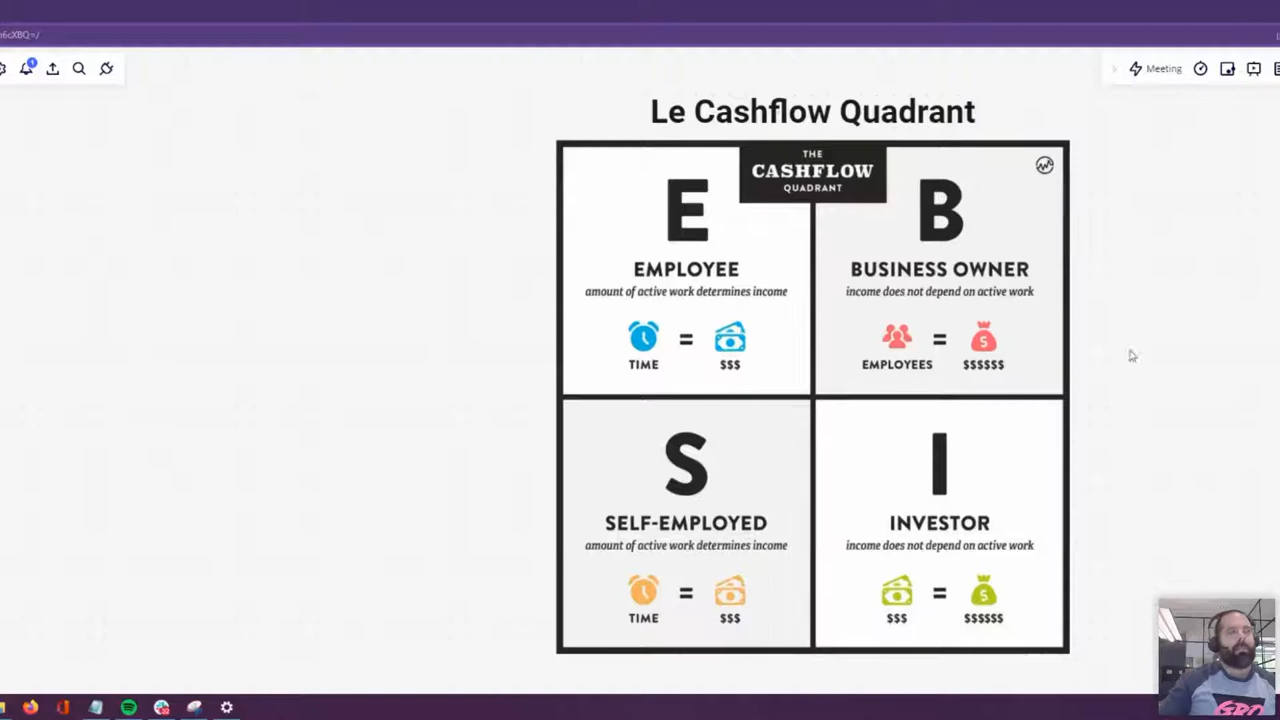 n6cXBQ=/
1
Meeting
Le Cashflow Quadrant
THE
CASHFLOW
QUADRANT
E
EMPLOYEE
amount of active work determines income
=
TIME
$$$
B
BUSINESS OWNER
income does not depend on active work
$
=
EMPLOYEES
$$$$$$
S
SELF-EMPLOYED
amount of active work determines income
=
TIME
$$$
I
INVESTOR
income does not depend on active work
$
=
$$$
$$$$$$